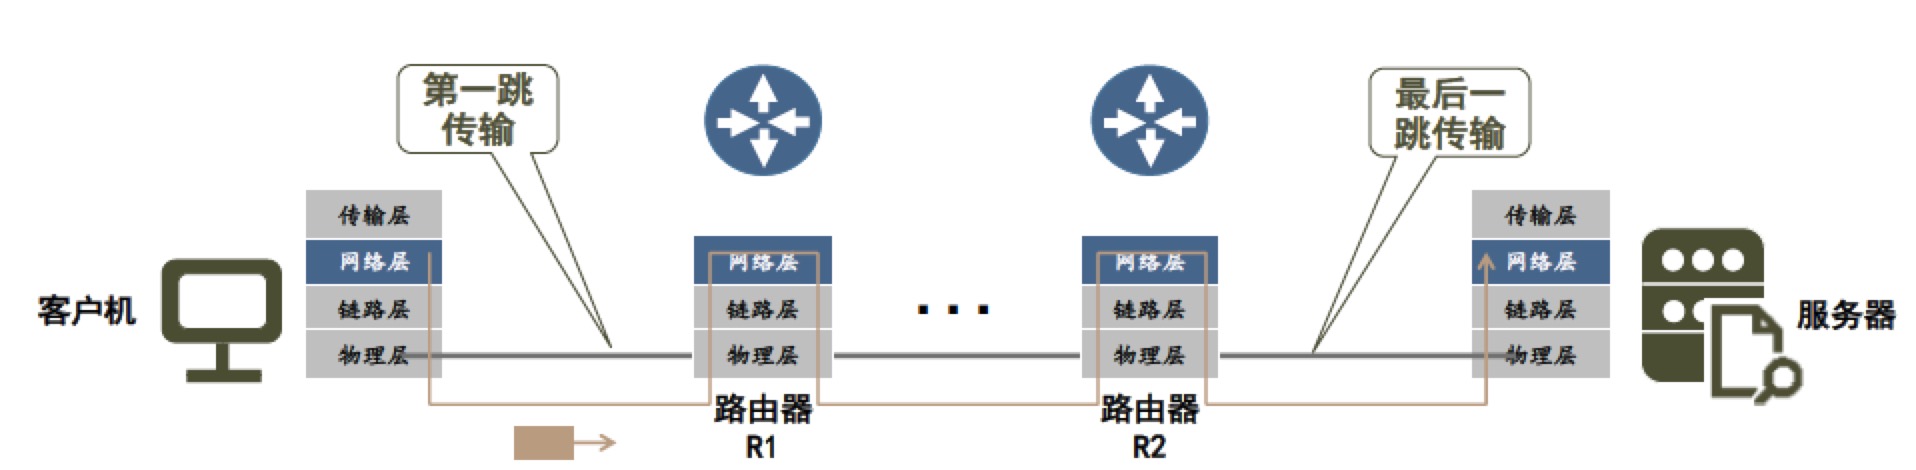 第一跳
传输
最后一
跳传输
客户机
传输层
网络层
链路层
物理层
网络层
链路层
物理层
路由器
R1
...
网络层
链路层
物理层
路由器
R2
传输层
网络层
链路层
物理层
服务器